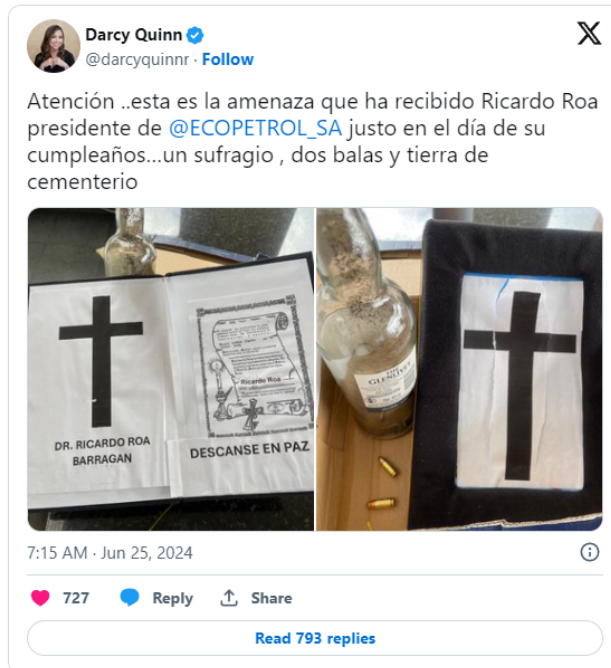 Darcy Quinn
@darcyquinnr · Follow
Atención ..esta es la amenaza que ha recibido Ricardo Roa
presidente de @ECOPETROL_SA justo en el día de su
cumpleaños...un sufragio , dos balas y tierra de
cementerio
DR. RICARDO ROA
BARRAGAN
Ricardo Roa
DESCANSE EN PAZ
GLENLIVET
7:15 AM · Jun 25, 2024
727
Reply
Share
Read 793 replies